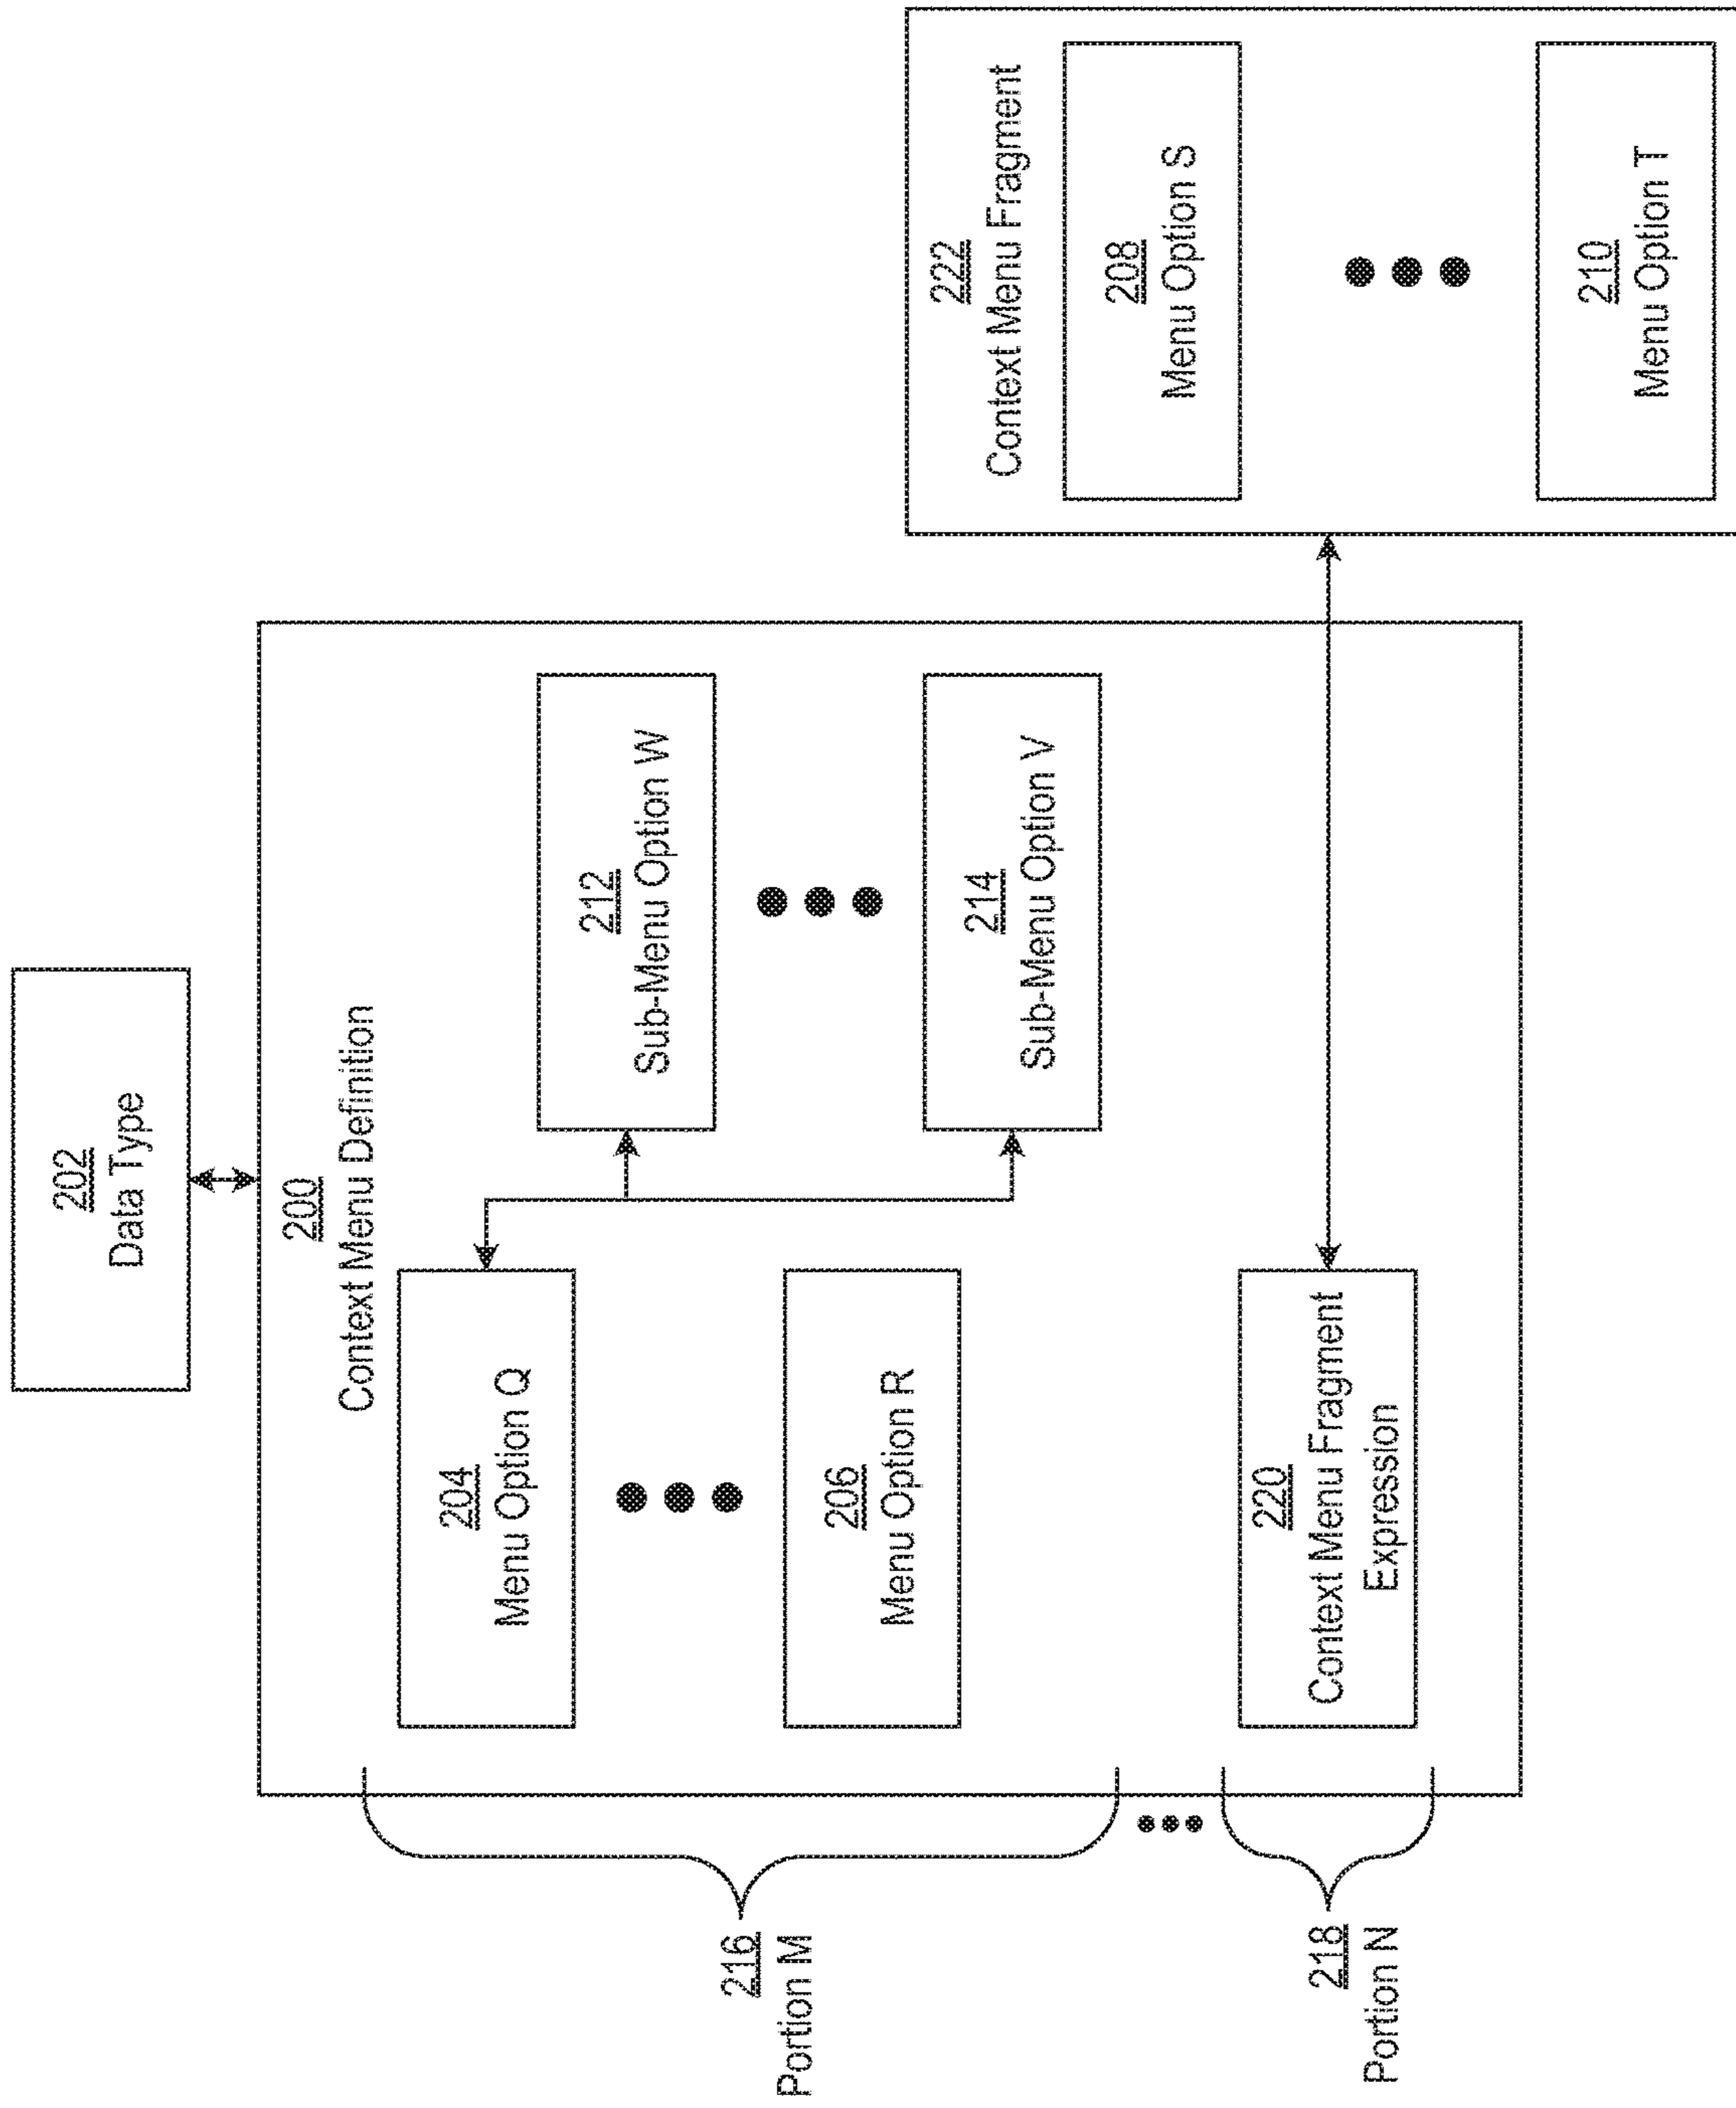 202
Data Type
200
Context Menu Definition
204
Menu Option Q
212
Sub-Menu Option W
206
Menu Option R
214
Sub-Menu Option V
216
Portion M
220
Context Menu Fragment
Expression
218
Portion N
222
Context Menu Fragment
208
Menu Option S
210
Menu Option T